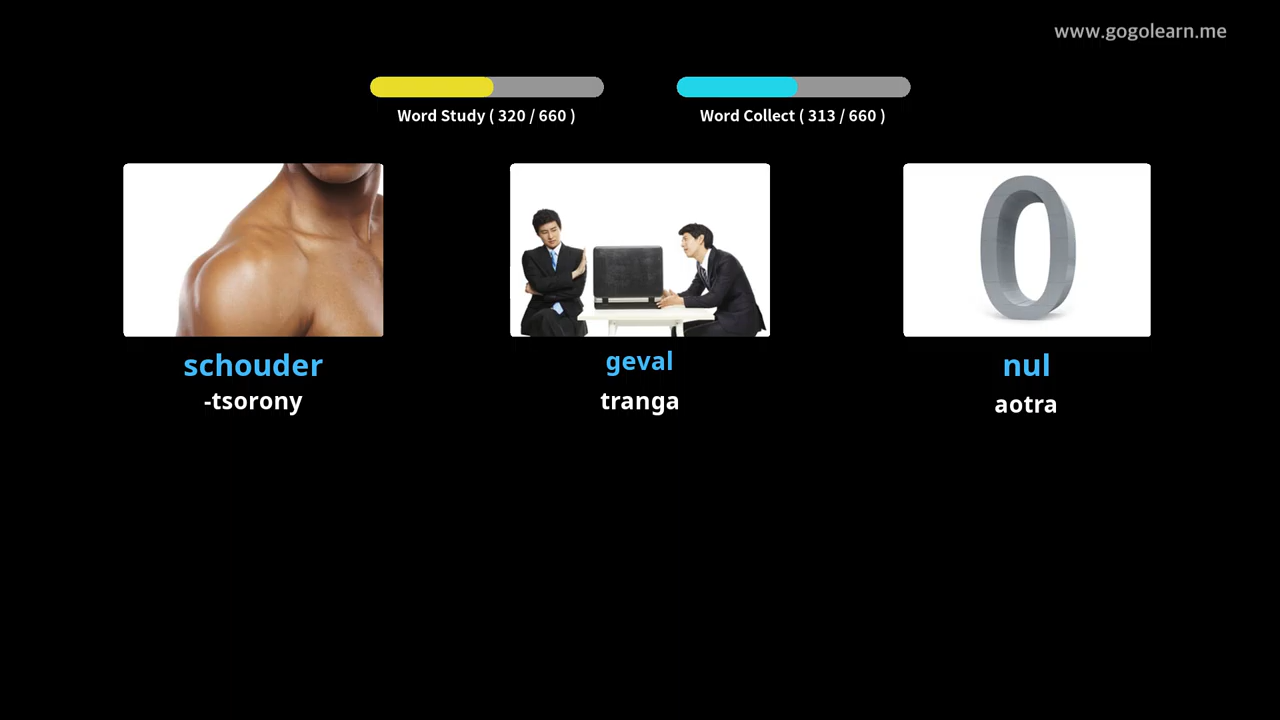 www.gogolearn.me
Word Study ( 320 / 660 )
Word Collect ( 313 / 660 )
schouder
-tsorony
geval
tranga
nul
aotra